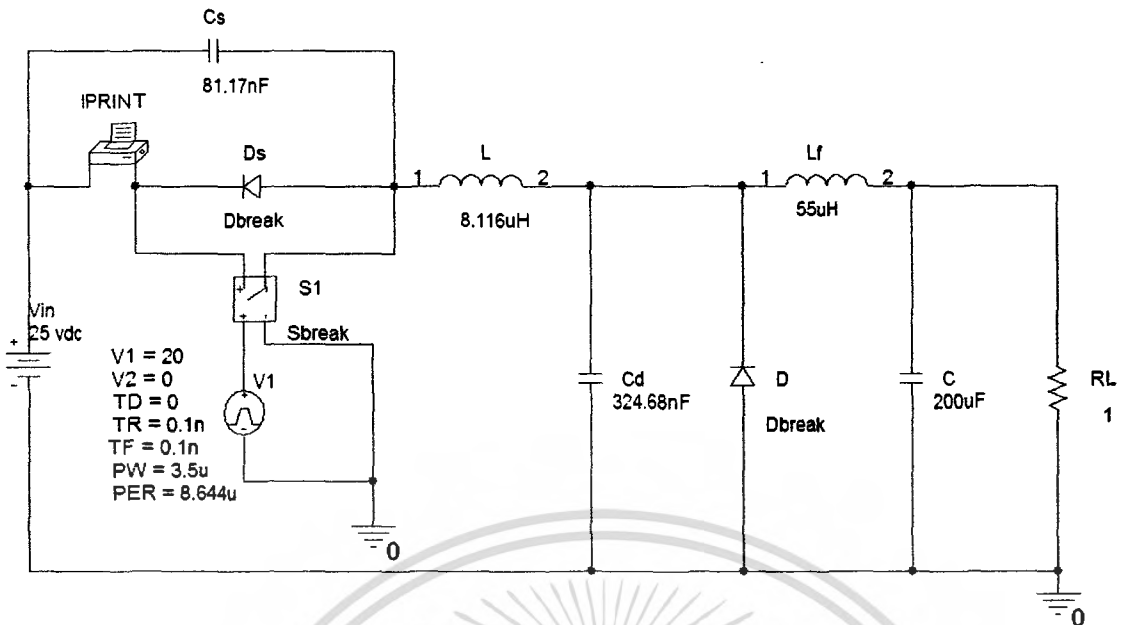 Cs
81.17nF
IPRINT
Ds
Dbreak
L
1 2
8.116uH
Lf
1 2
55uH
S1
Sbreak
Vin
25 vdc
+
-
V1 = 20
V2 = 0
TD = 0
TR = 0.1n
TF = 0.1n
PW = 3.5u
PER = 8.644u
V1
0
Cd
324.68nF
D
Dbreak
C
200uF
RL
1
0